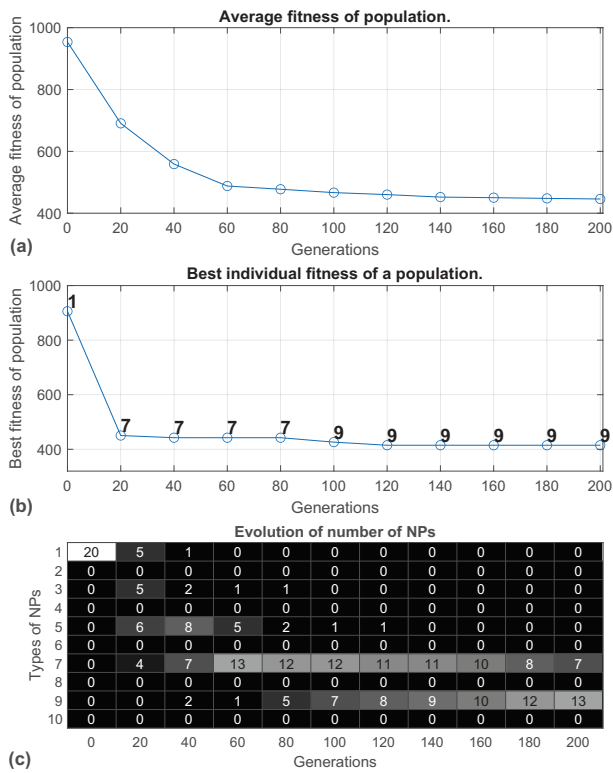 Average fitness of population.
1000
800
600
400
Average fitness of population
0 20 40 60 80 100 120 140 160 180 200
Generations
(a)
Best individual fitness of a population.
1000
800
600
400
Best fitness of population
1 7 7 7 7 9 9 9 9 9 9
0 20 40 60 80 100 120 140 160 180 200
Generations
(b)
Evolution of number of NPs
Types of NPs
1 20 5 1 0 0 0 0 0 0 0 0
2 0 0 0 0 0 0 0 0 0 0 0
3 0 5 2 1 1 0 0 0 0 0 0
4 0 0 0 0 0 0 0 0 0 0 0
5 0 6 8 5 2 1 1 0 0 0 0
6 0 0 0 0 0 0 0 0 0 0 0
7 0 4 7 13 12 12 11 11 10 8 7
8 0 0 0 0 0 0 0 0 0 0 0
9 0 0 2 1 5 7 8 9 10 12 13
10 0 0 0 0 0 0 0 0 0 0 0
0 20 40 60 80 100 120 140 160 180 200
Generations
(c)